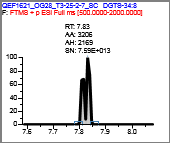 QEF1621_OG28_T3-25-2-7_SC DGTS-34:8
F: FTMS + p ESI Full ms [500.0000-2000.0000]
RT: 7.83
AA: 3206
AH: 2169
SN: 7.59E+013
100
80
60
40
20
0
7.6 7.7 7.8 7.9 8.0